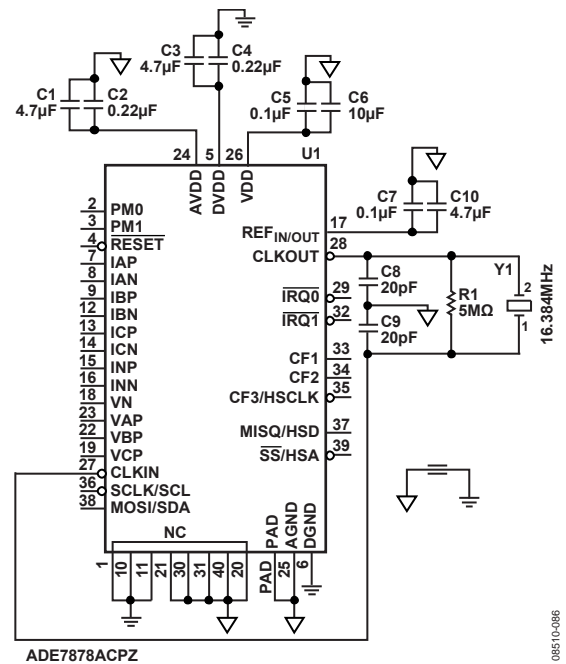 C3
4.7µF
C4
0.22µF
C1
4.7µF
C2
0.22µF
C5
0.1µF
C6
10µF
24
5
26
U1
AVDD
DVDD
VDD
C7
0.1µF
C10
4.7µF
2
PM0
3
PM1
4
RESET
7
IAP
8
IAN
9
IBP
12
IBN
13
ICP
14
ICN
15
INP
16
INN
18
VN
23
VAP
22
VBP
19
VCP
27
CLKIN
36
SCLK/SCL
38
MOSI/SDA
REFIN/OUT
17
CLKOUT
28
IRQ0
29
IRQ1
32
CF1
33
CF2
34
CF3/HSCLK
35
MISQ/HSD
37
SS/HSA
39
C8
20pF
C9
20pF
R1
5MΩ
Y1
2
1
16.384MHz
NC
PAD
AGND
DGND
1
10
11
21
30
31
40
20
PAD
25
6
ADE7878ACPZ
08510-086